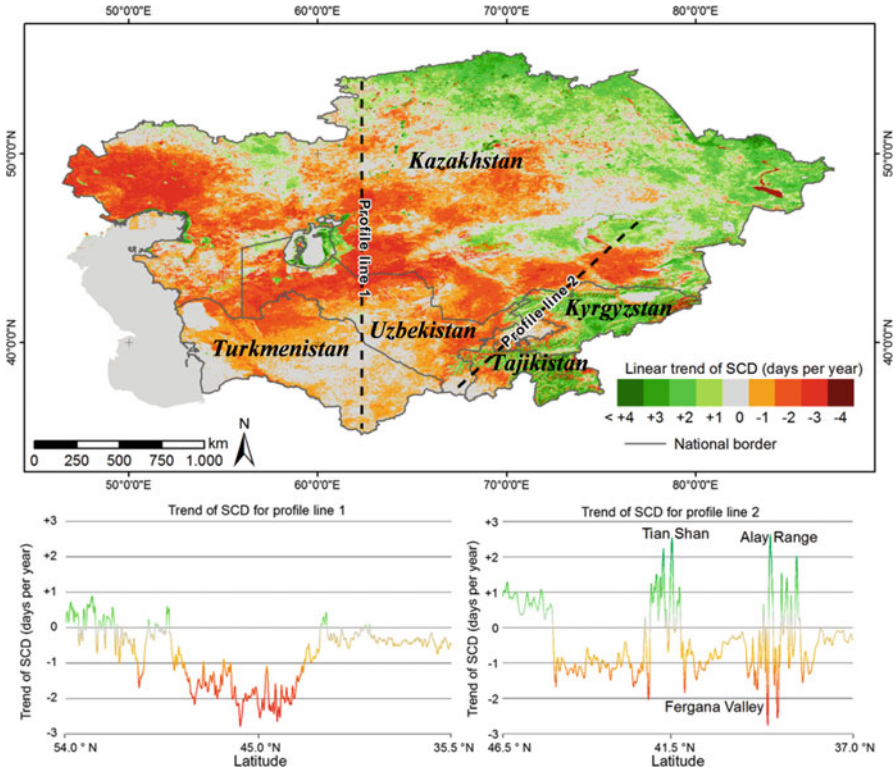 50°0'0"E 60°0'0"E 70°0'0"E 80°0'0"E
50°0'0"N 50°0'0"N
Kazakhstan
Profile line 1
Profile line 2
Kyrgyzstan
Uzbekistan
40°0'0"N Turkmenistan Tajikistan 40°0'0"N
Linear trend of SCD (days per year)
< +4 +3 +2 +1 0 -1 -2 -3 -4
National border
N
km
0 250 500 750 1.000
50°0'0"E 60°0'0"E 70°0'0"E 80°0'0"E
Trend of SCD for profile line 1
Trend of SCD (days per year)
+3
+2
+1
0
-1
-2
-3
54.0 ° N 45.0 ° N 35.5 ° N
Latitude
Trend of SCD for profile line 2
Trend of SCD (days per year)
+3
+2
+1
0
-1
-2
-3
Tian Shan Alay Range
Fergana Valley
46.5 ° N 41.5 ° N 37.0 ° N
Latitude